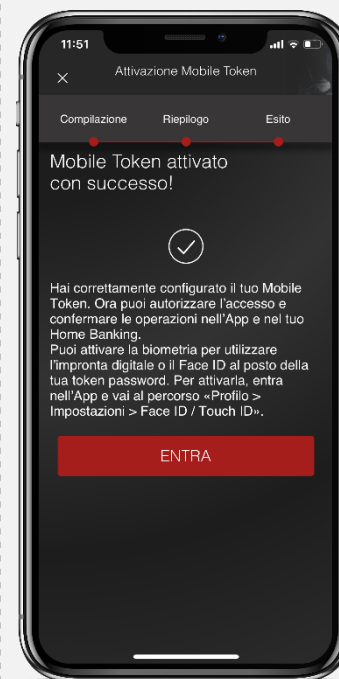 11:51
Attivazione Mobile Token
Compilazione Riepilogo Esito
Mobile Token attivato
con successo!
Hai correttamente configurato il tuo Mobile
Token. Ora puoi autorizzare l'accesso e
confermare le operazioni nell'App e nel tuo
Home Banking.
Puoi attivare la biometria per utilizzare
l'impronta digitale o il Face ID al posto della
tua token password. Per attivarla, entra
nell'App e vai al percorso «Profilo >
Impostazioni > Face ID / Touch ID».
ENTRA